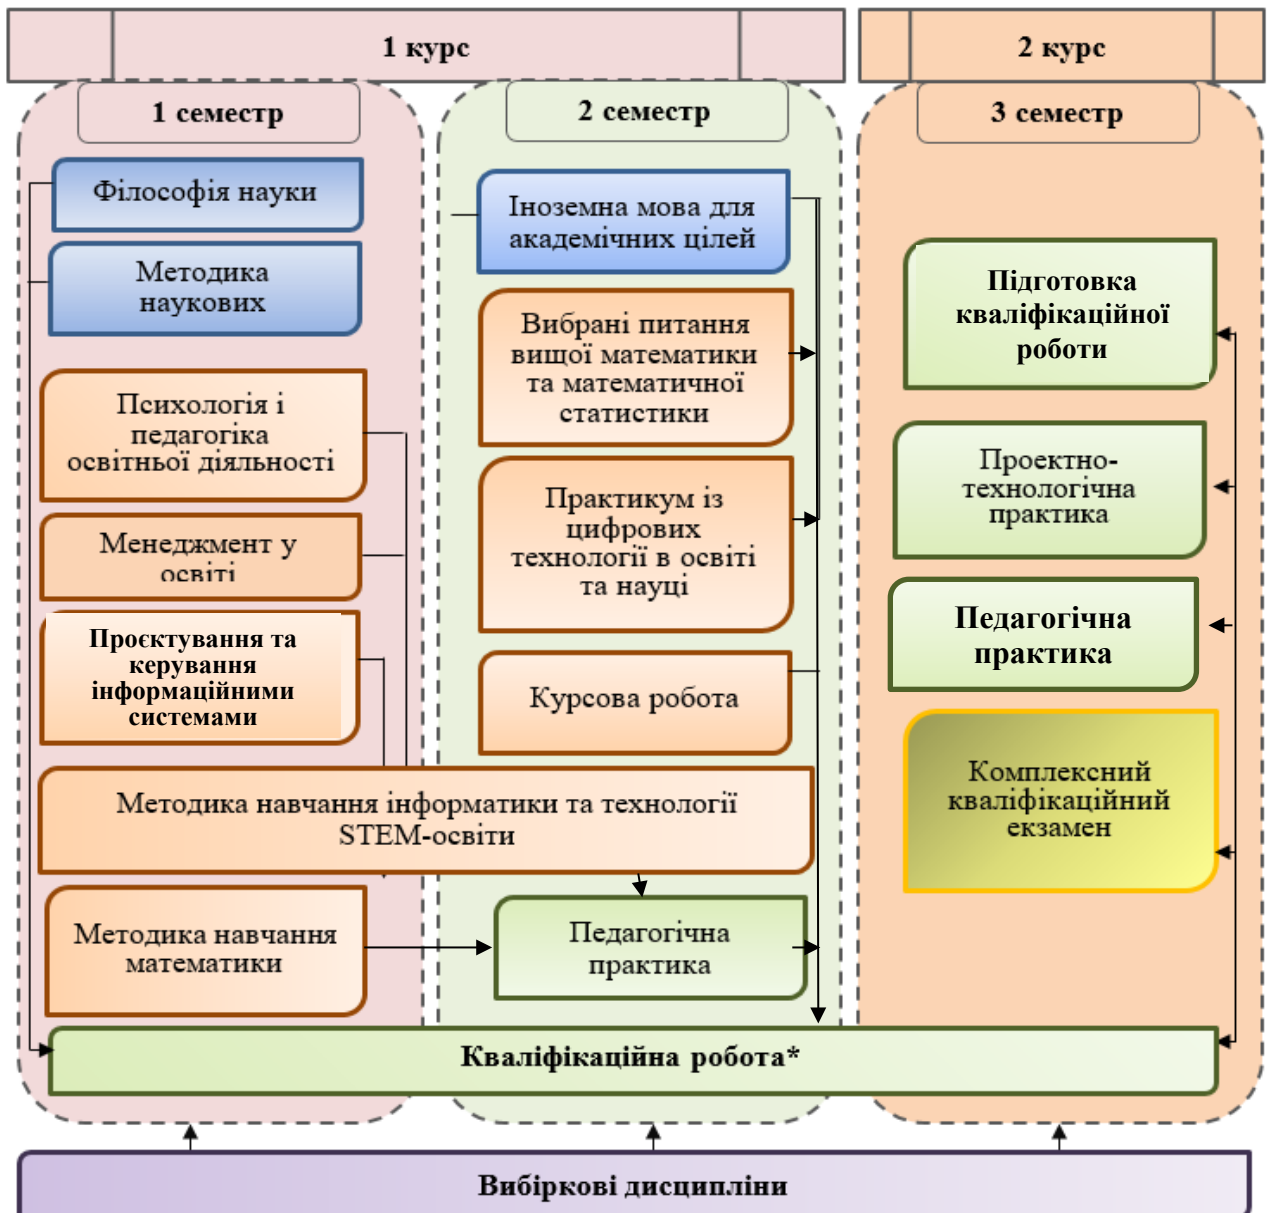 1 курс
2 курс
1 семестр
2 семестр
3 семестр
Філософія науки
Методика
наукових
Психологія і
педагогіка
освітньої діяльності
Менеджмент у
освіті
Проєктування та
керування
інформаційними
системами
Іноземна мова для
академічних цілей
Вибрані питання
вищої математики
та математичної
статистики
Практикум із
цифрових
технології в освіті
та науці
Курсова робота
Методика навчання інформатики та технології
STEM-освіти
Методика навчання
математики
Педагогічна
практика
Підготовка
кваліфікаційної
роботи
Проектно-
технологічна
практика
Педагогічна
практика
Комплексний
кваліфікаційний
екзамен
Кваліфікаційна робота*
Вибіркові дисципліни